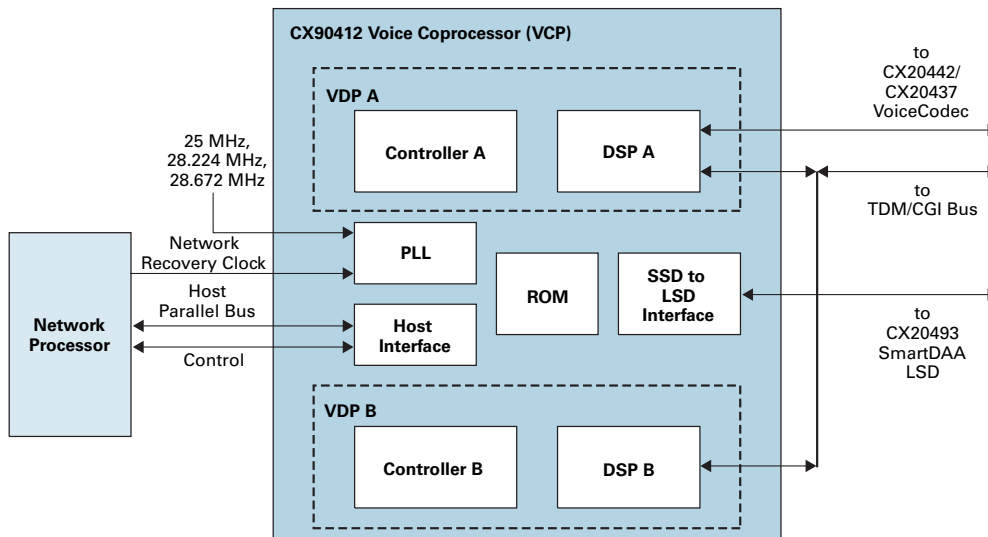 CX90412 Voice Coprocessor (VCP)
VDP A
Controller A
DSP A
to
CX20442/
CX20437
VoiceCodec
to
TDM/CGI Bus
25 MHz,
28.224 MHz,
28.672 MHz
Network
Recovery Clock
Host
Parallel Bus
Control
Network
Processor
PLL
Host
Interface
ROM
SSD to
LSD
Interface
to
CX20493
SmartDAA
LSD
VDP B
Controller B
DSP B